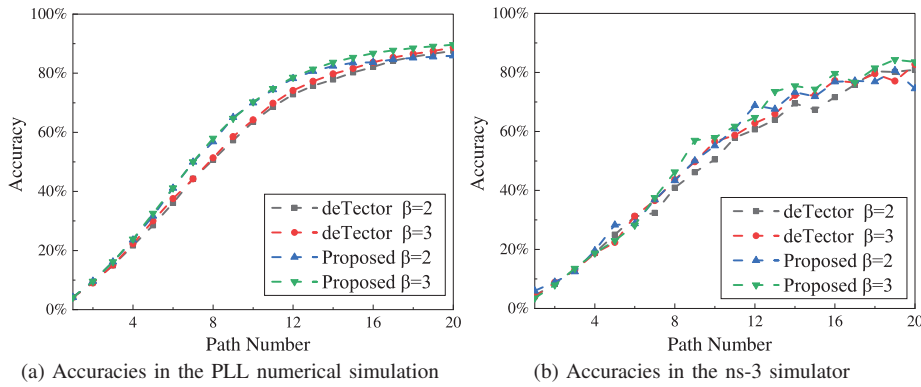 100%
80%
60%
40%
20%
0%
Accuracy
4
8
12
16
20
Path Number
deTector β=2
deTector β=3
Proposed β=2
Proposed β=3
(a) Accuracies in the PLL numerical simulation
100%
80%
60%
40%
20%
0%
Accuracy
4
8
12
16
20
Path Number
deTector β=2
deTector β=3
Proposed β=2
Proposed β=3
(b) Accuracies in the ns-3 simulator